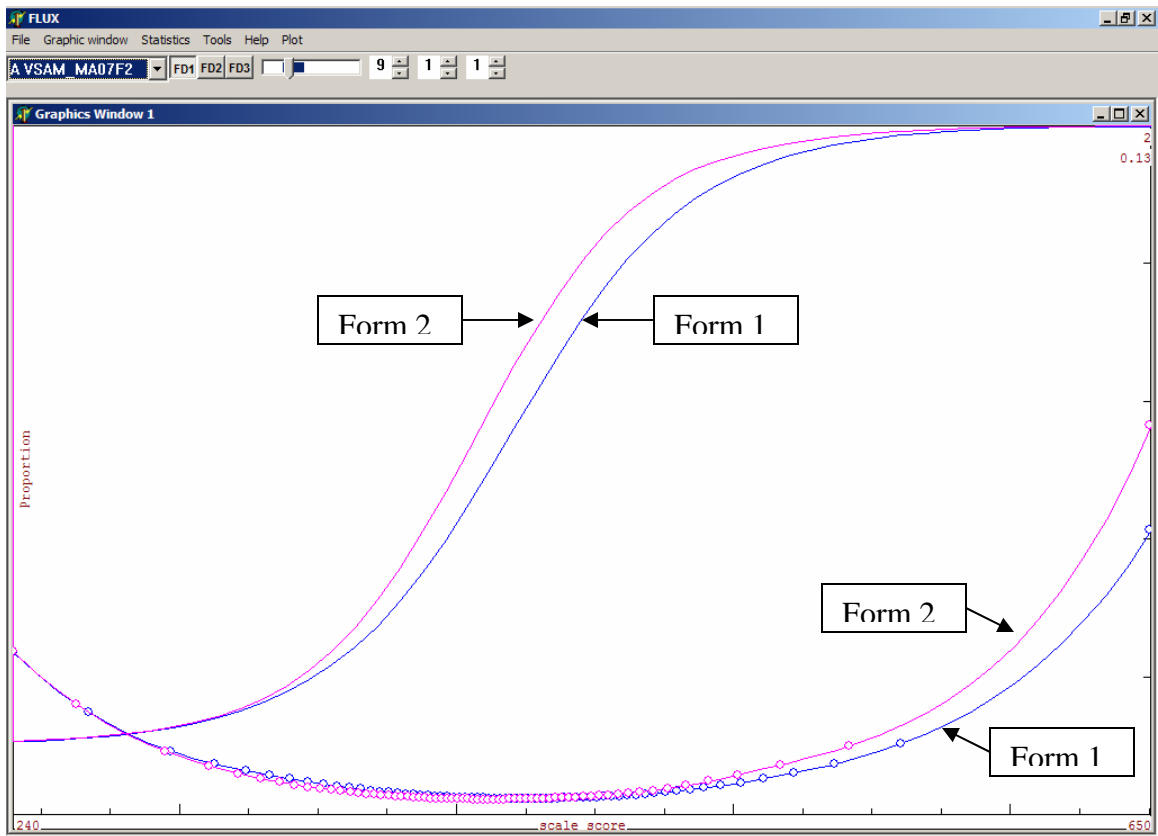 FLUX
File Graphic window Statistics Tools Help Plot
A VSAM_MA07F2 FD1 FD2 FD3 9 1 1
Graphics Window 1
2
0.13
Form 2 Form 1
Proportion
Form 2
Form 1
240 scale score 650